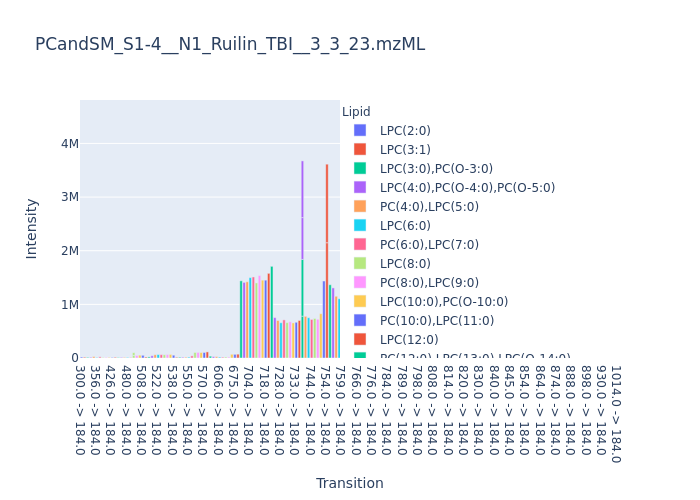 PCandSM_S1-4__N1_Ruilin_TBI__3_3_23.mzML
Lipid
LPC(2:0)
LPC(3:1)
LPC(3:0),PC(O-3:0)
LPC(4:0),PC(O-4:0),PC(O-5:0)
PC(4:0),LPC(5:0)
LPC(6:0)
PC(6:0),LPC(7:0)
LPC(8:0)
PC(8:0),LPC(9:0)
LPC(10:0),PC(O-10:0)
PC(10:0),LPC(11:0)
LPC(12:0)
PC(12:0),LPC(13:0),LPC(O-14:0)
Intensity
4M
3M
2M
1M
0
300.0 -> 184.0
356.0 -> 184.0
426.0 -> 184.0
480.0 -> 184.0
508.0 -> 184.0
522.0 -> 184.0
538.0 -> 184.0
550.0 -> 184.0
570.0 -> 184.0
606.0 -> 184.0
675.0 -> 184.0
704.0 -> 184.0
718.0 -> 184.0
728.0 -> 184.0
733.0 -> 184.0
744.0 -> 184.0
754.0 -> 184.0
759.0 -> 184.0
766.0 -> 184.0
776.0 -> 184.0
784.0 -> 184.0
789.0 -> 184.0
798.0 -> 184.0
808.0 -> 184.0
814.0 -> 184.0
820.0 -> 184.0
830.0 -> 184.0
840.0 -> 184.0
845.0 -> 184.0
854.0 -> 184.0
864.0 -> 184.0
874.0 -> 184.0
888.0 -> 184.0
898.0 -> 184.0
930.0 -> 184.0
1014.0 -> 184.0
Transition